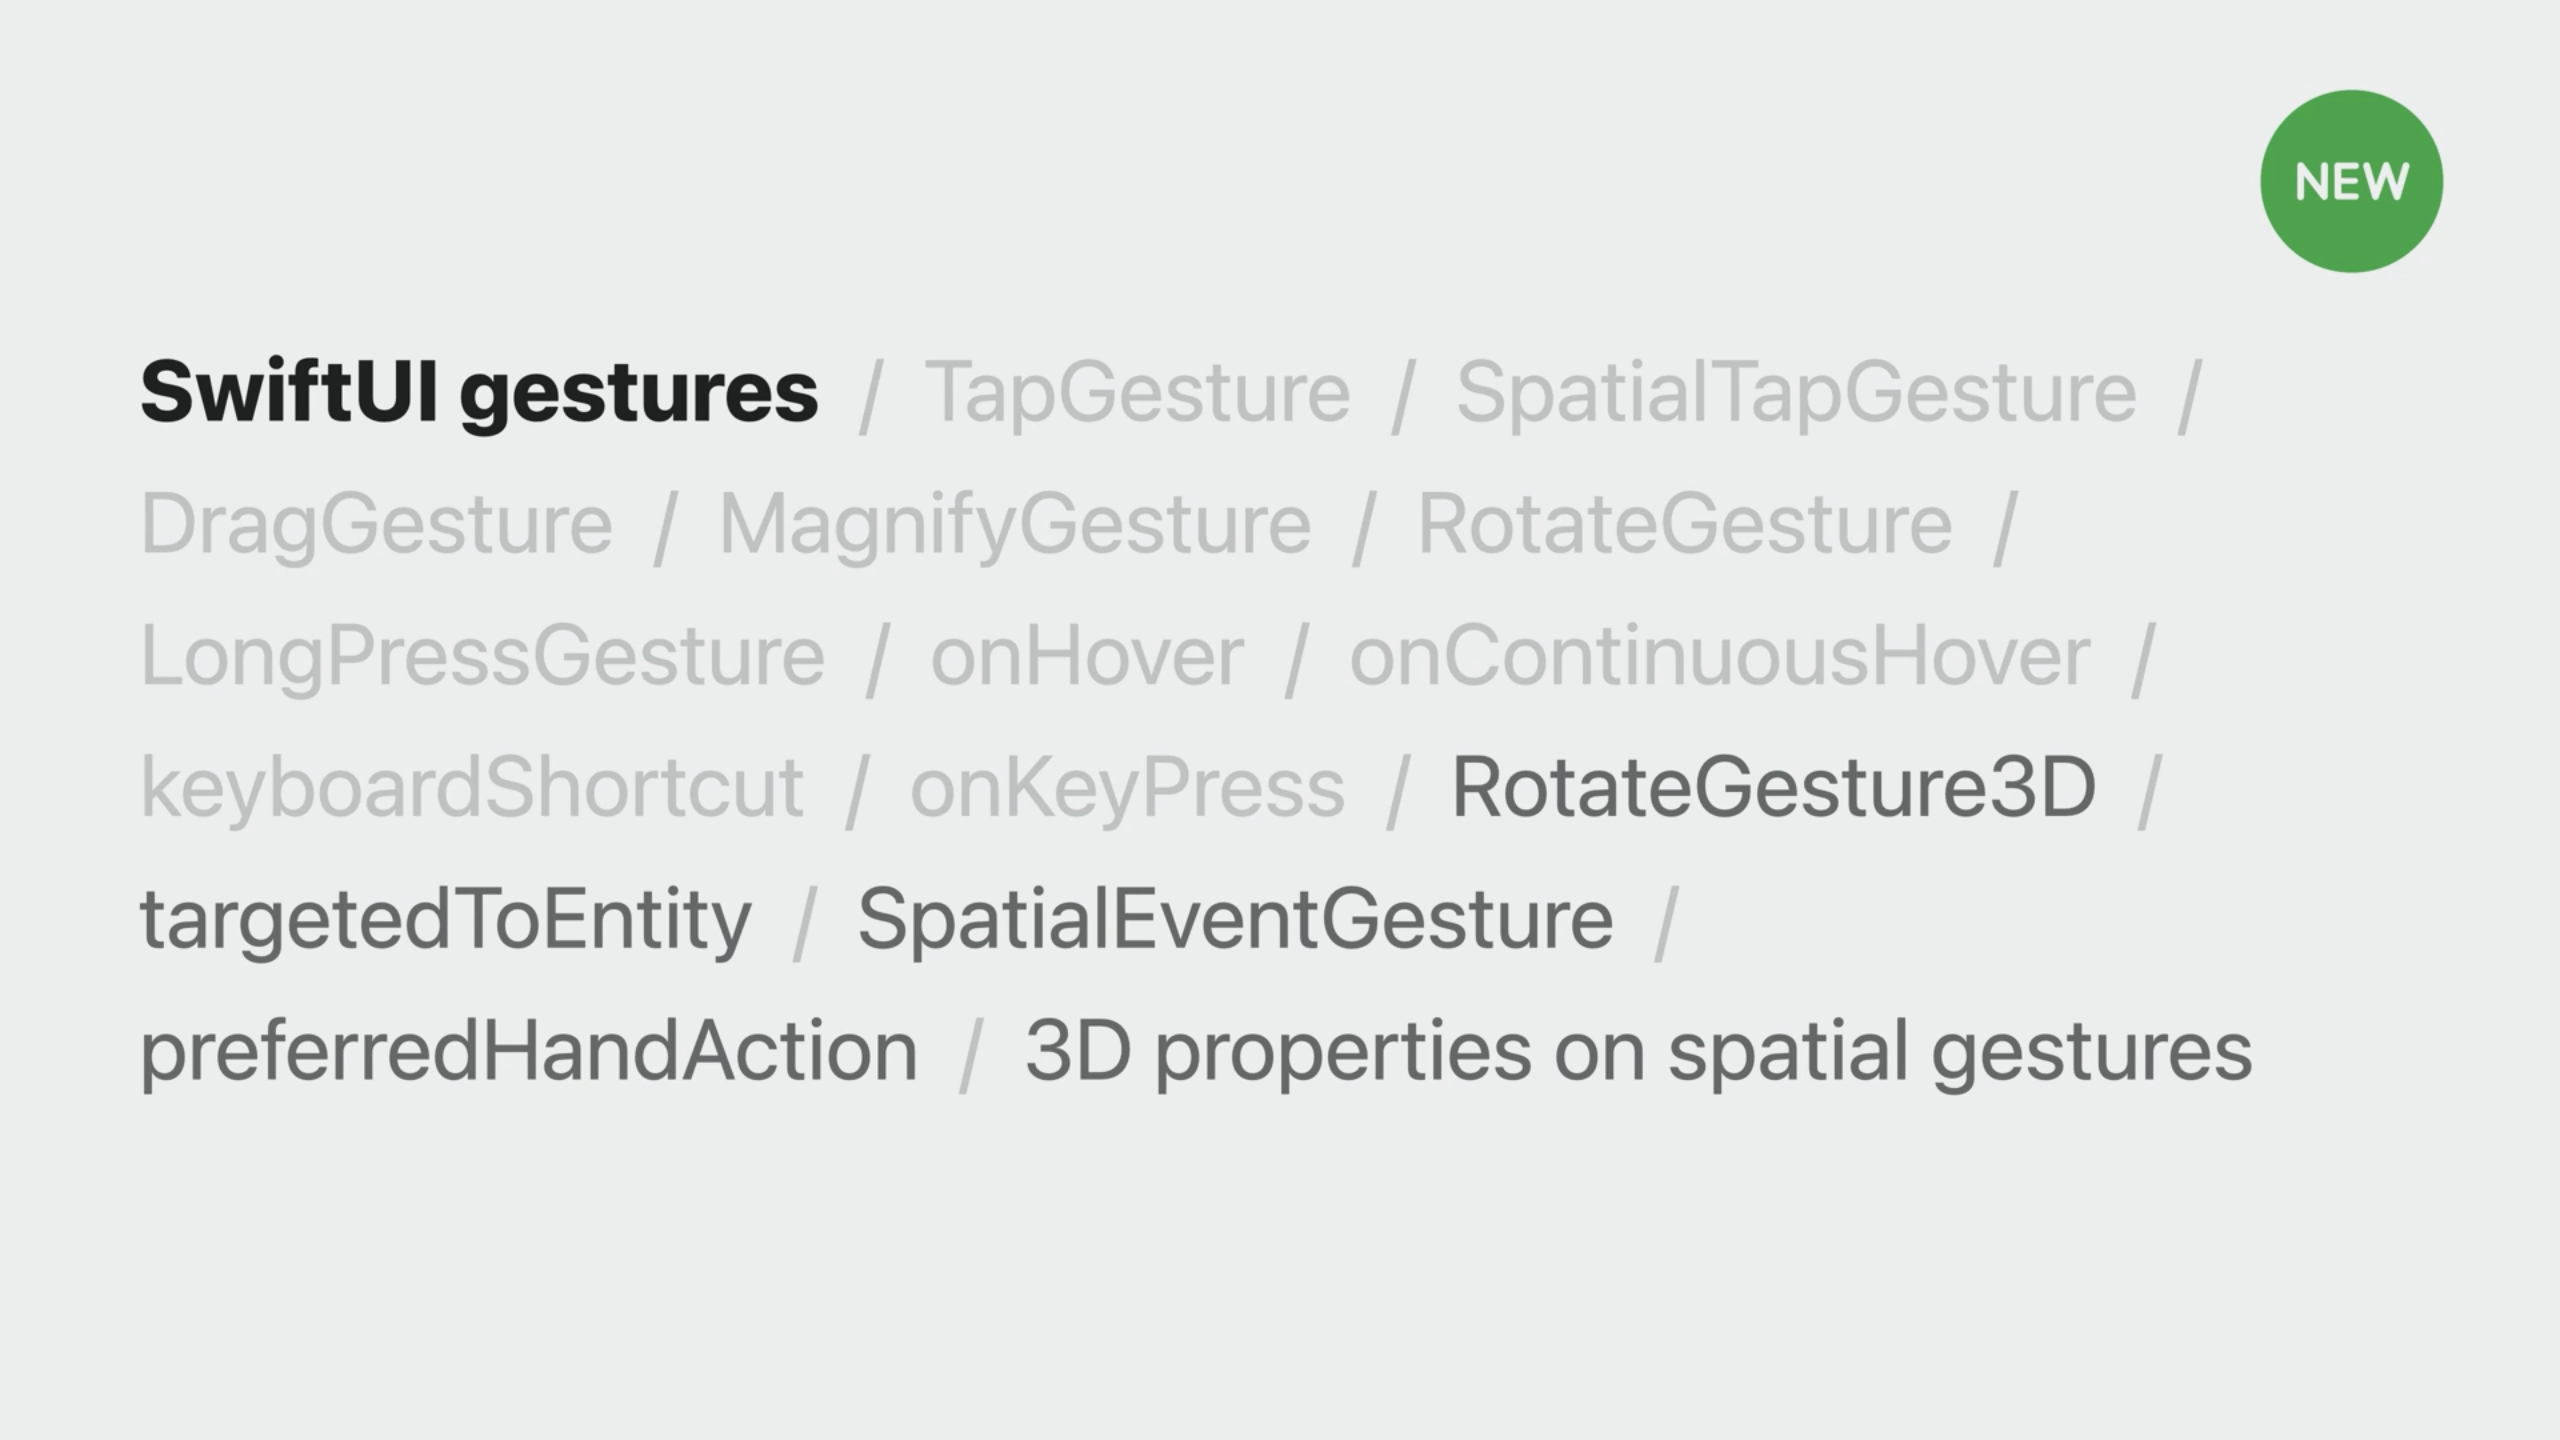 NEW
SwiftUI gestures / TapGesture / SpatialTapGesture /
DragGesture / MagnifyGesture / RotateGesture /
LongPressGesture / onHover / onContinuousHover /
keyboardShortcut / onKeyPress / RotateGesture3D /
targetedToEntity / SpatialEventGesture /
preferredHandAction / 3D properties on spatial gestures